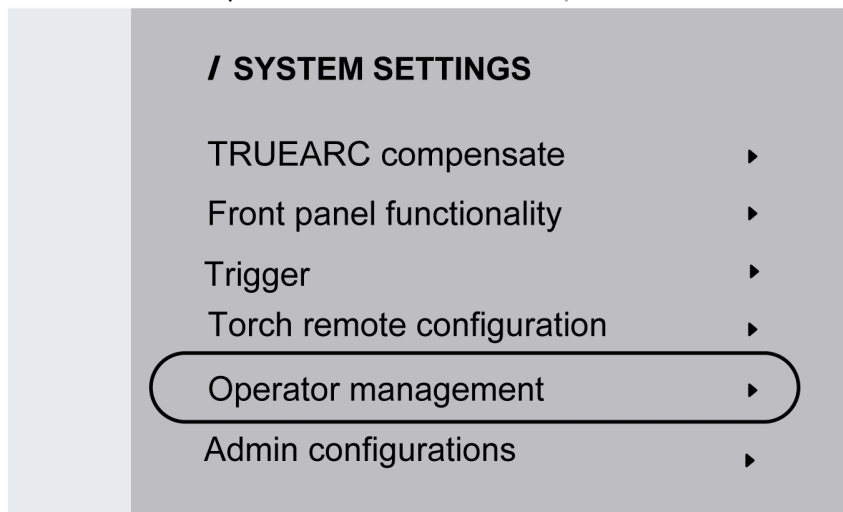 / SYSTEM SETTINGS
TRUEARC compensate
Front panel functionality
Trigger
Torch remote configuration
Operator management
Admin configurations